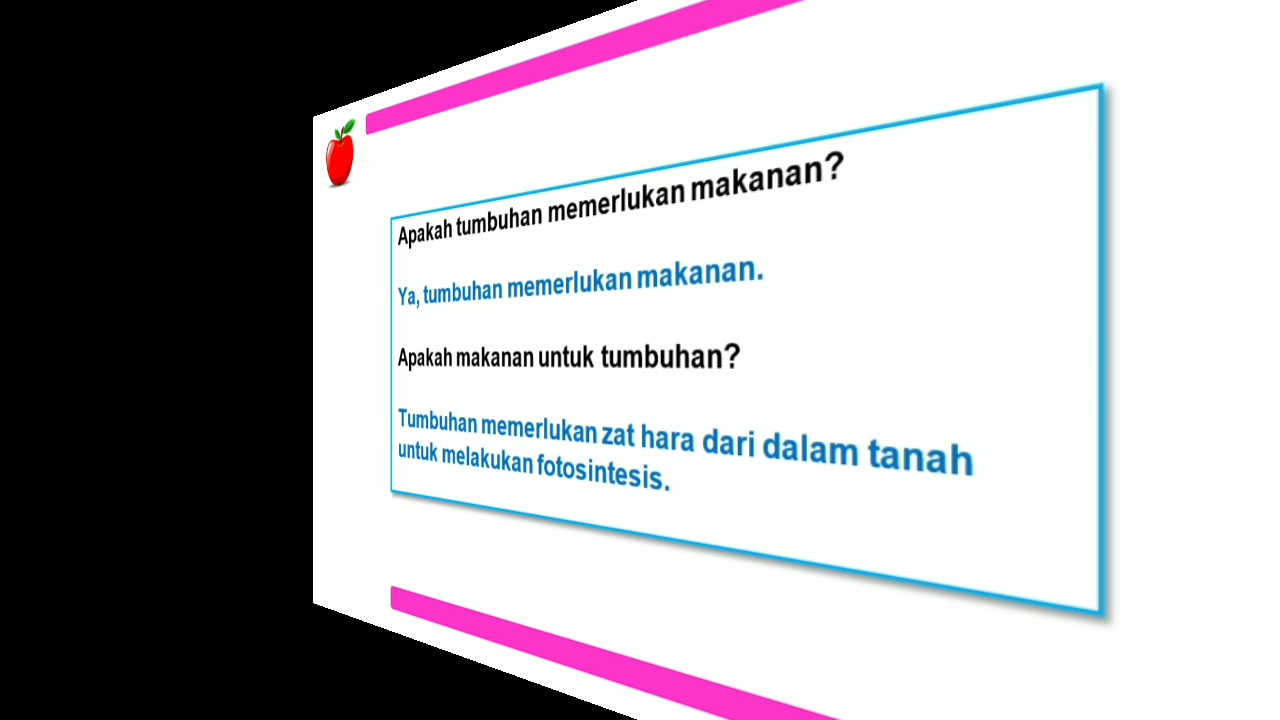 Apakah tumbuhan memerlukan makanan?
Ya, tumbuhan memerlukan makanan.
Apakah makanan untuk tumbuhan?
Tumbuhan memerlukan zat hara dari dalam tanah
untuk melakukan fotosintesis.